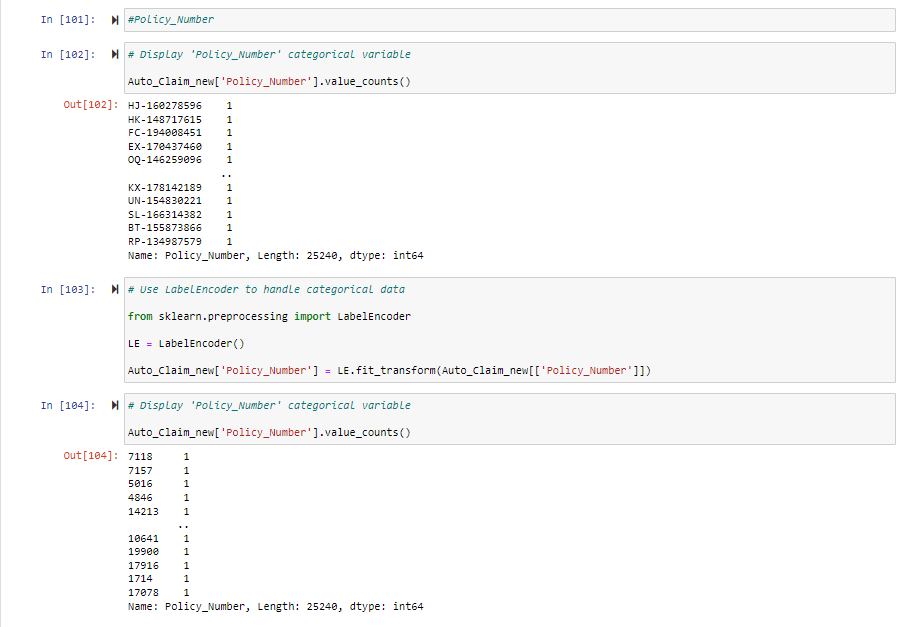 In [101]: #Policy_Number
In [102]: # Display 'Policy_Number' categorical variable
Auto_Claim_new['Policy_Number'].value_counts()
Out[102]: HJ-160278596 1
HK-148717615 1
FC-194008451 1
EX-170437460 1
OQ-146259096 1
..
KX-178142189 1
UN-154830221 1
SL-166314382 1
BT-155873866 1
RP-134987579 1
Name: Policy_Number, Length: 25240, dtype: int64
In [103]: # Use LabelEncoder to handle categorical data
from sklearn.preprocessing import LabelEncoder
LE = LabelEncoder()
Auto_Claim_new['Policy_Number'] = LE.fit_transform(Auto_Claim_new[['Policy_Number']])
In [104]: # Display 'Policy_Number' categorical variable
Auto_Claim_new['Policy_Number'].value_counts()
Out[104]: 7118 1
7157 1
5016 1
4846 1
14213 1
..
10641 1
19900 1
17916 1
1714 1
17078 1
Name: Policy_Number, Length: 25240, dtype: int64